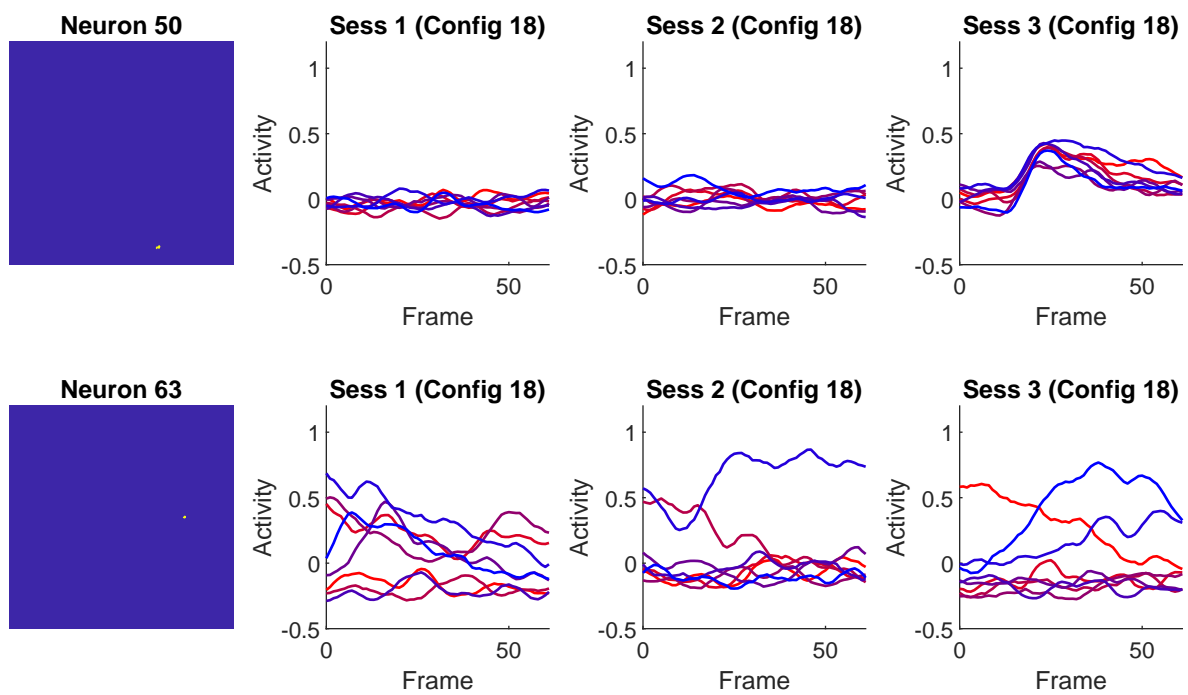 Neuron 50
Sess 1 (Config 18)
Sess 2 (Config 18)
Sess 3 (Config 18)
1
0.5
0
-0.5
Activity
0
50
Frame
1
0.5
0
-0.5
Activity
0
50
Frame
1
0.5
0
-0.5
Activity
0
50
Frame
Neuron 63
Sess 1 (Config 18)
Sess 2 (Config 18)
Sess 3 (Config 18)
1
0.5
0
-0.5
Activity
0
50
Frame
1
0.5
0
-0.5
Activity
0
50
Frame
1
0.5
0
-0.5
Activity
0
50
Frame